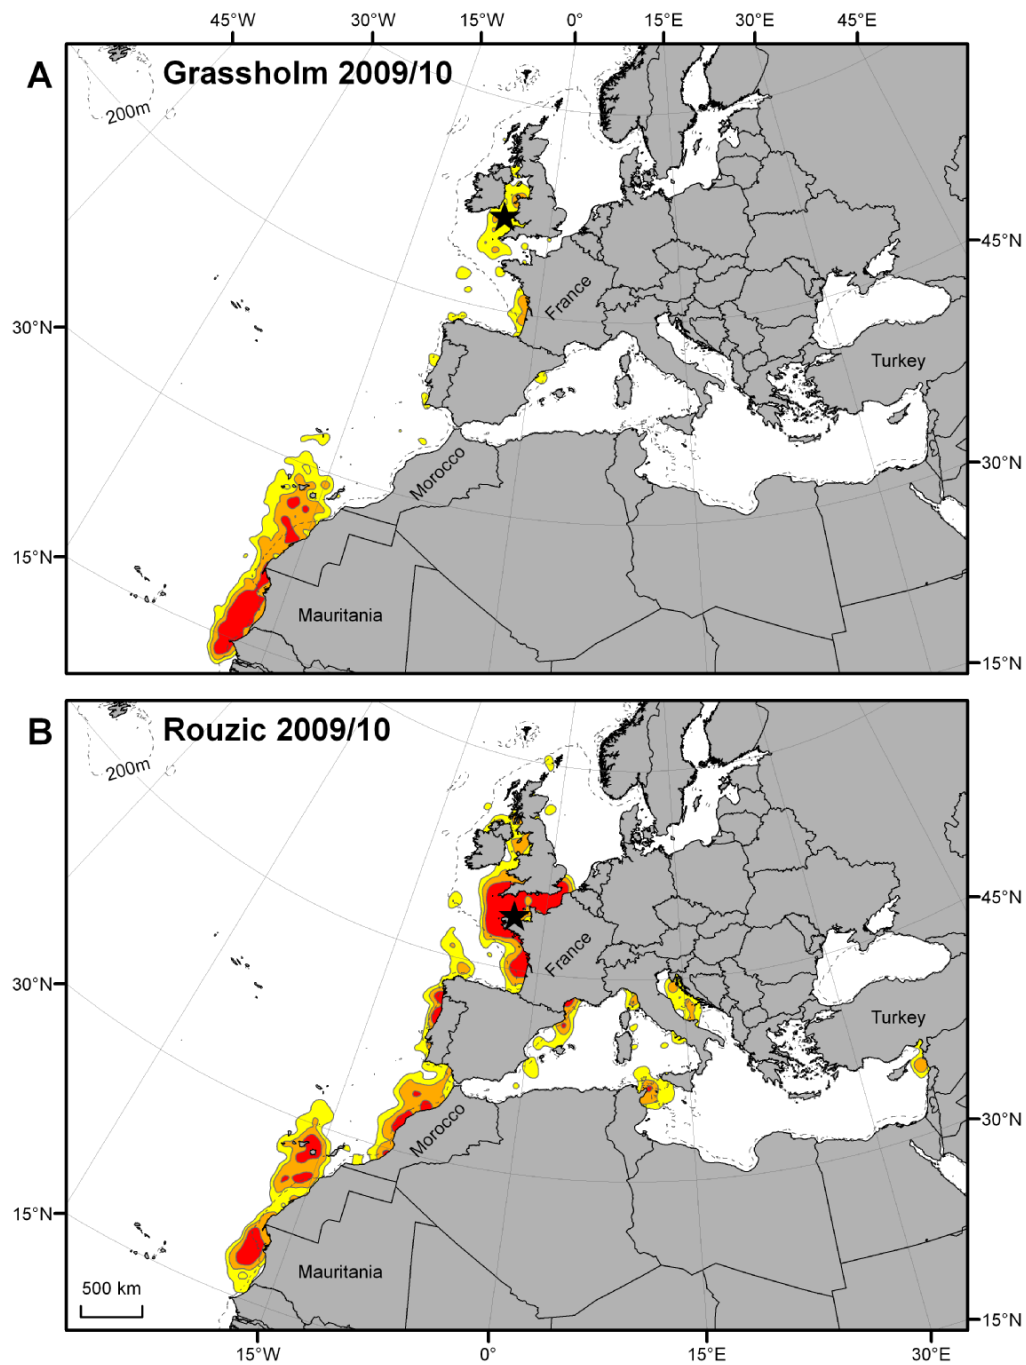 45°W 30°W 15°W 0° 15°E 30°E 45°E
A Grassholm 2009/10
200m
45°N
France
30°N
Turkey
Morocco
30°N
15°N
Mauritania
15°N
B Rouzic 2009/10
200m
45°N
France
30°N
Turkey
Morocco
30°N
15°N
Mauritania
500 km
15°N
15°W 0° 15°E 30°E